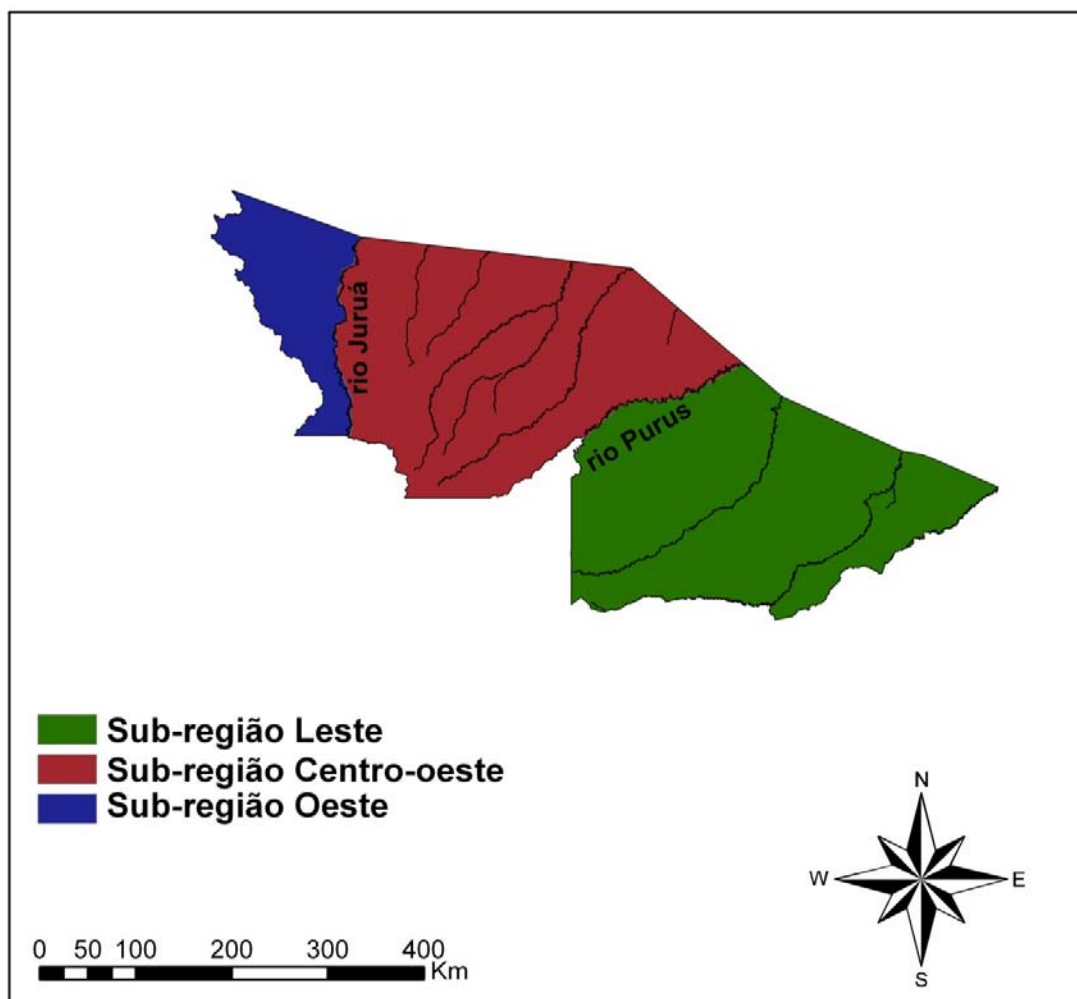 rio Juruá
rio Purus
Sub-região Leste
Sub-região Centro-oeste
Sub-região Oeste
N
W E
S
0 50 100 200 300 400
Km